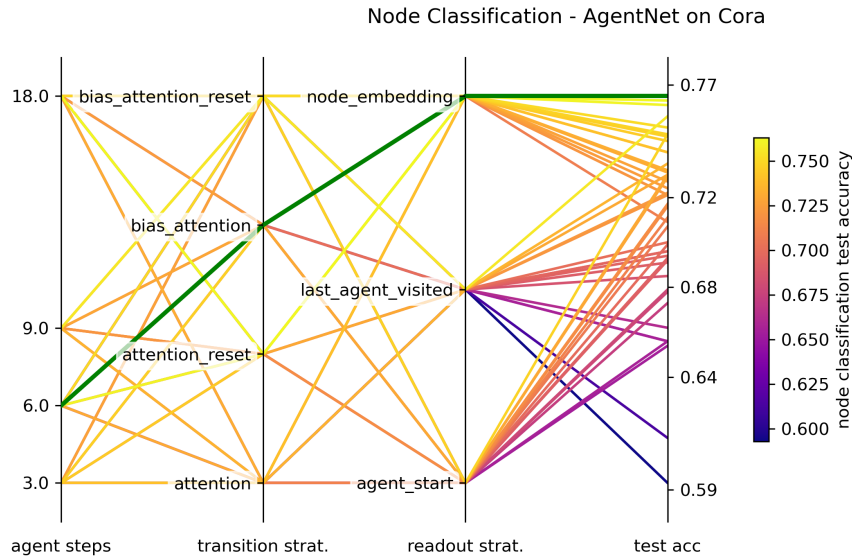 Node Classification - AgentNet on Cora
18.0
9.0
6.0
3.0
agent steps
bias_attention_reset
bias_attention
attention_reset
attention
transition strat.
node_embedding
last_agent_visited
agent_start
readout strat.
0.77
0.72
0.68
0.64
0.59
test acc
0.750
0.725
0.700
0.675
0.650
0.625
0.600
node classification test accuracy